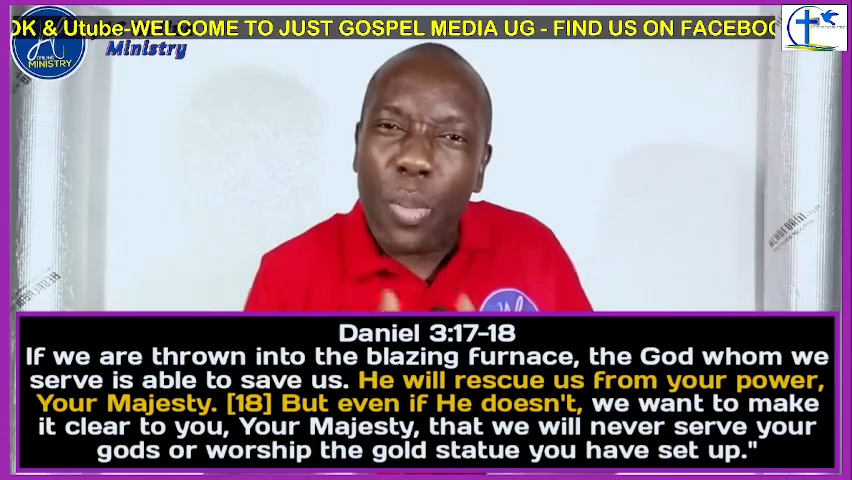 OK & Utube-WELCOME TO JUST GOSPEL MEDIA UG - FIND US ON FACEBOO
ONLINE
MINISTRY
Ministry
Daniel 3:17-18
If we are thrown into the blazing furnace, the God whom we
serve is able to save us. He will rescue us from your power,
Your Majesty. [18] But even if He doesn't, we want to make
it clear to you, Your Majesty, that we will never serve your
gods or worship the gold statue you have set up."